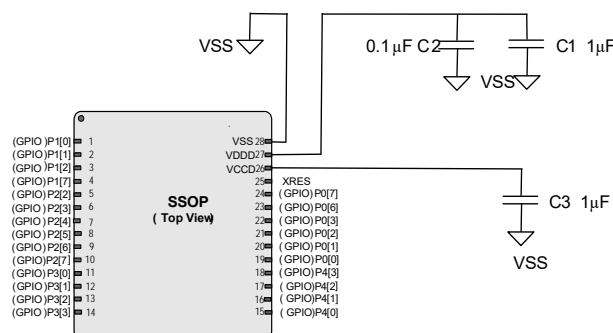 VSS
0.1 µF C2
C1 1µF
VSS
(GPIO )P1[0] 1
(GPIO )P1[1] 2
(GPIO )P1[2] 3
(GPIO )P1[7] 4
(GPIO )P2[2] 5
(GPIO )P2[3] 6
(GPIO )P2[4] 7
(GPIO )P2[5] 8
(GPIO )P2[6] 9
(GPIO )P2[7] 10
(GPIO )P3[0] 11
(GPIO )P3[1] 12
(GPIO )P3[2] 13
(GPIO )P3[3] 14
SSOP
( Top View)
VSS 28
VDDD 27
VCCD 26
25 XRES
24 (GPIO) P0[7]
23 (GPIO) P0[6]
22 (GPIO) P0[3]
21 (GPIO) P0[2]
20 (GPIO) P0[1]
19 (GPIO) P0[0]
18 (GPIO) P4[3]
17 ( GPIO) P4[2]
16 ( GPIO) P4[1]
15 ( GPIO) P4[0]
C3 1µF
VSS